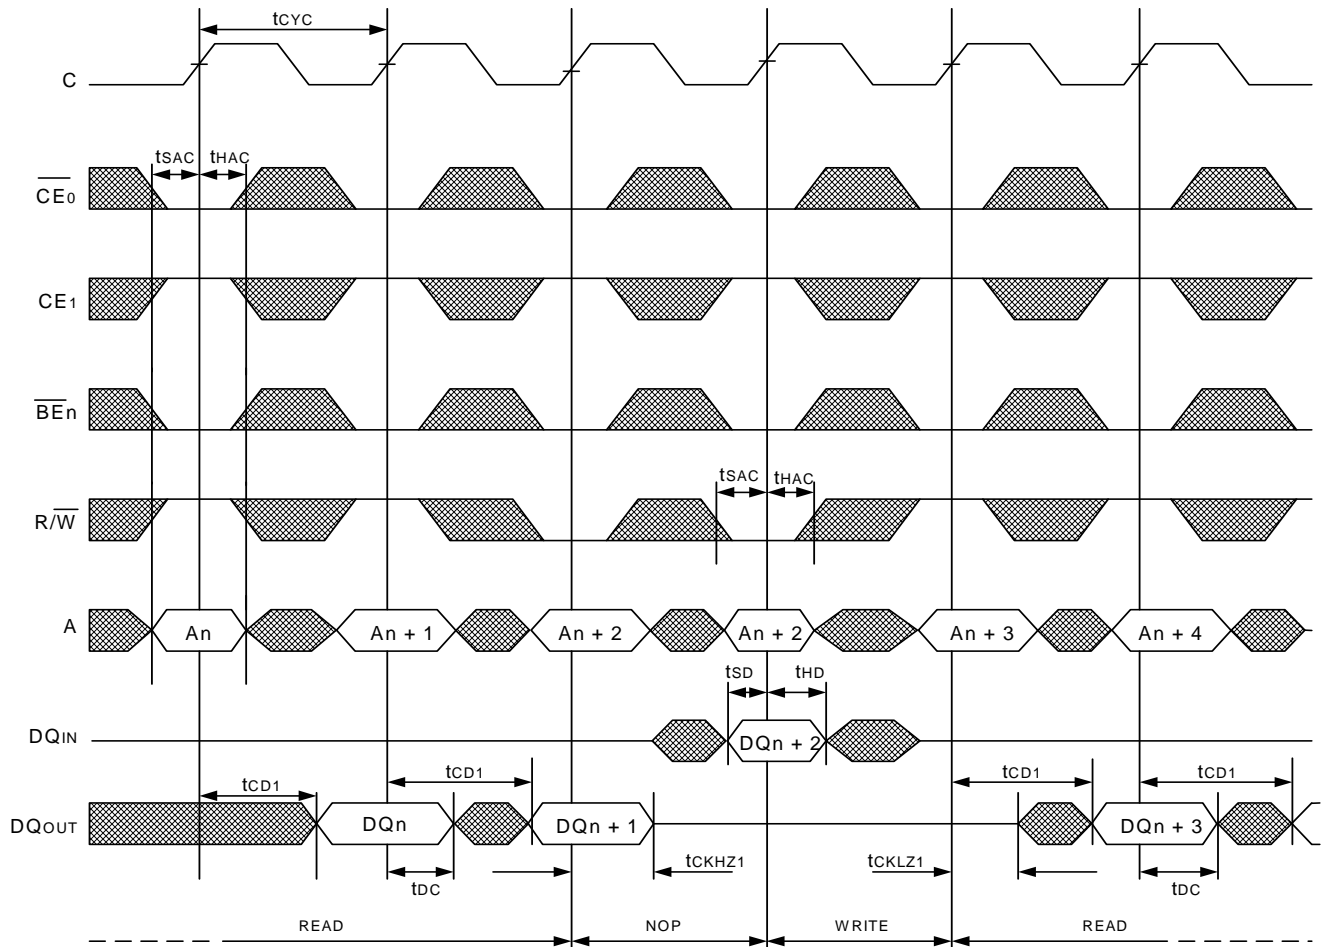 tCYC
C
tSAC tHAC
CE0
CE1
BEn
tSAC tHAC
R/W
A An An + 1 An + 2 An + 2 An + 3 An + 4
tSD tHD
DQIN DQn + 2
tCD1 tCD1 tCD1 tCD1
DQOUT DQn DQn + 1 DQn + 3
tDC tCKHZ1 tCKLZ1 tDC
READ NOP WRITE READ